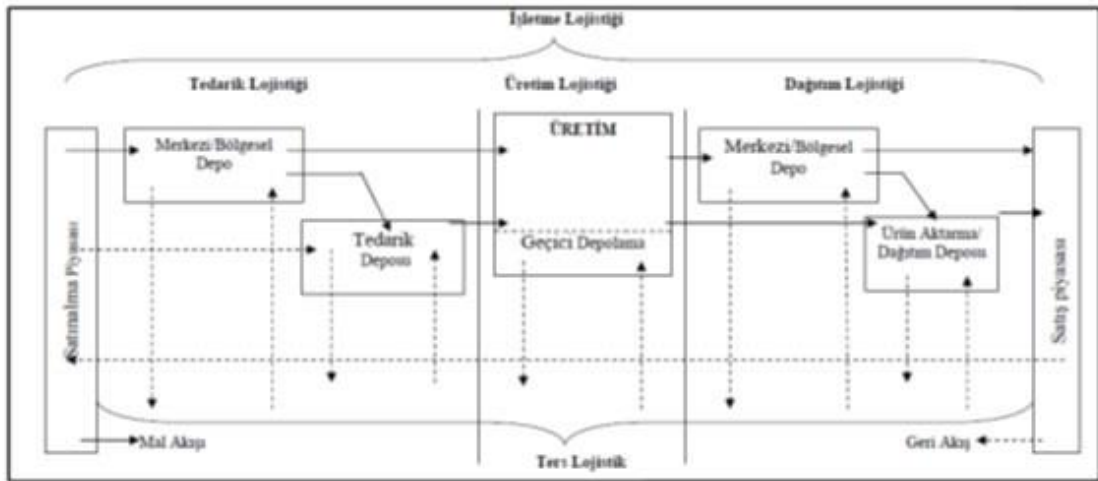 İşletme Lojistiği
Tedarik Lojistiği
Üretim Lojistiği
Dağıtım Lojistiği
Satınalma Piyasası
Merkezi/Bölgesel
Depo
Tedarik
Deposu
ÜRETİM
Geçici Depolama
Merkezi/Bölgesel
Depo
Ürün Aktarma/
Dağıtım Deposu
Satış piyasası
Mal Akışı
Geri Akış
Ters Lojistik